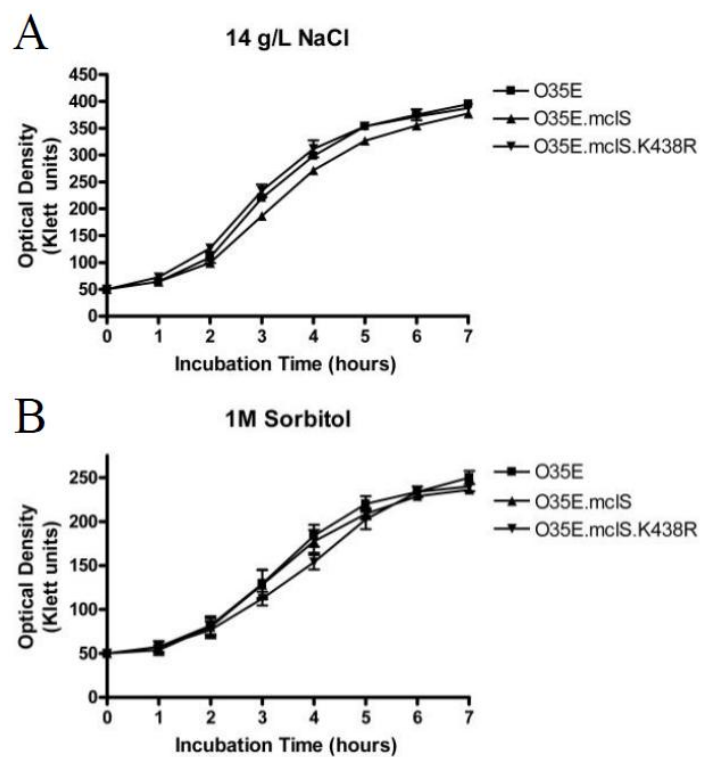 A
14 g/L NaCl
450
400
350
300
250
200
150
100
50
0
Optical Density
(Klett units)
0 1 2 3 4 5 6 7
Incubation Time (hours)
O35E
O35E.mclS
O35E.mclS.K438R
B
1M Sorbitol
250
200
150
100
50
0
Optical Density
(Klett units)
0 1 2 3 4 5 6 7
Incubation Time (hours)
O35E
O35E.mclS
O35E.mclS.K438R